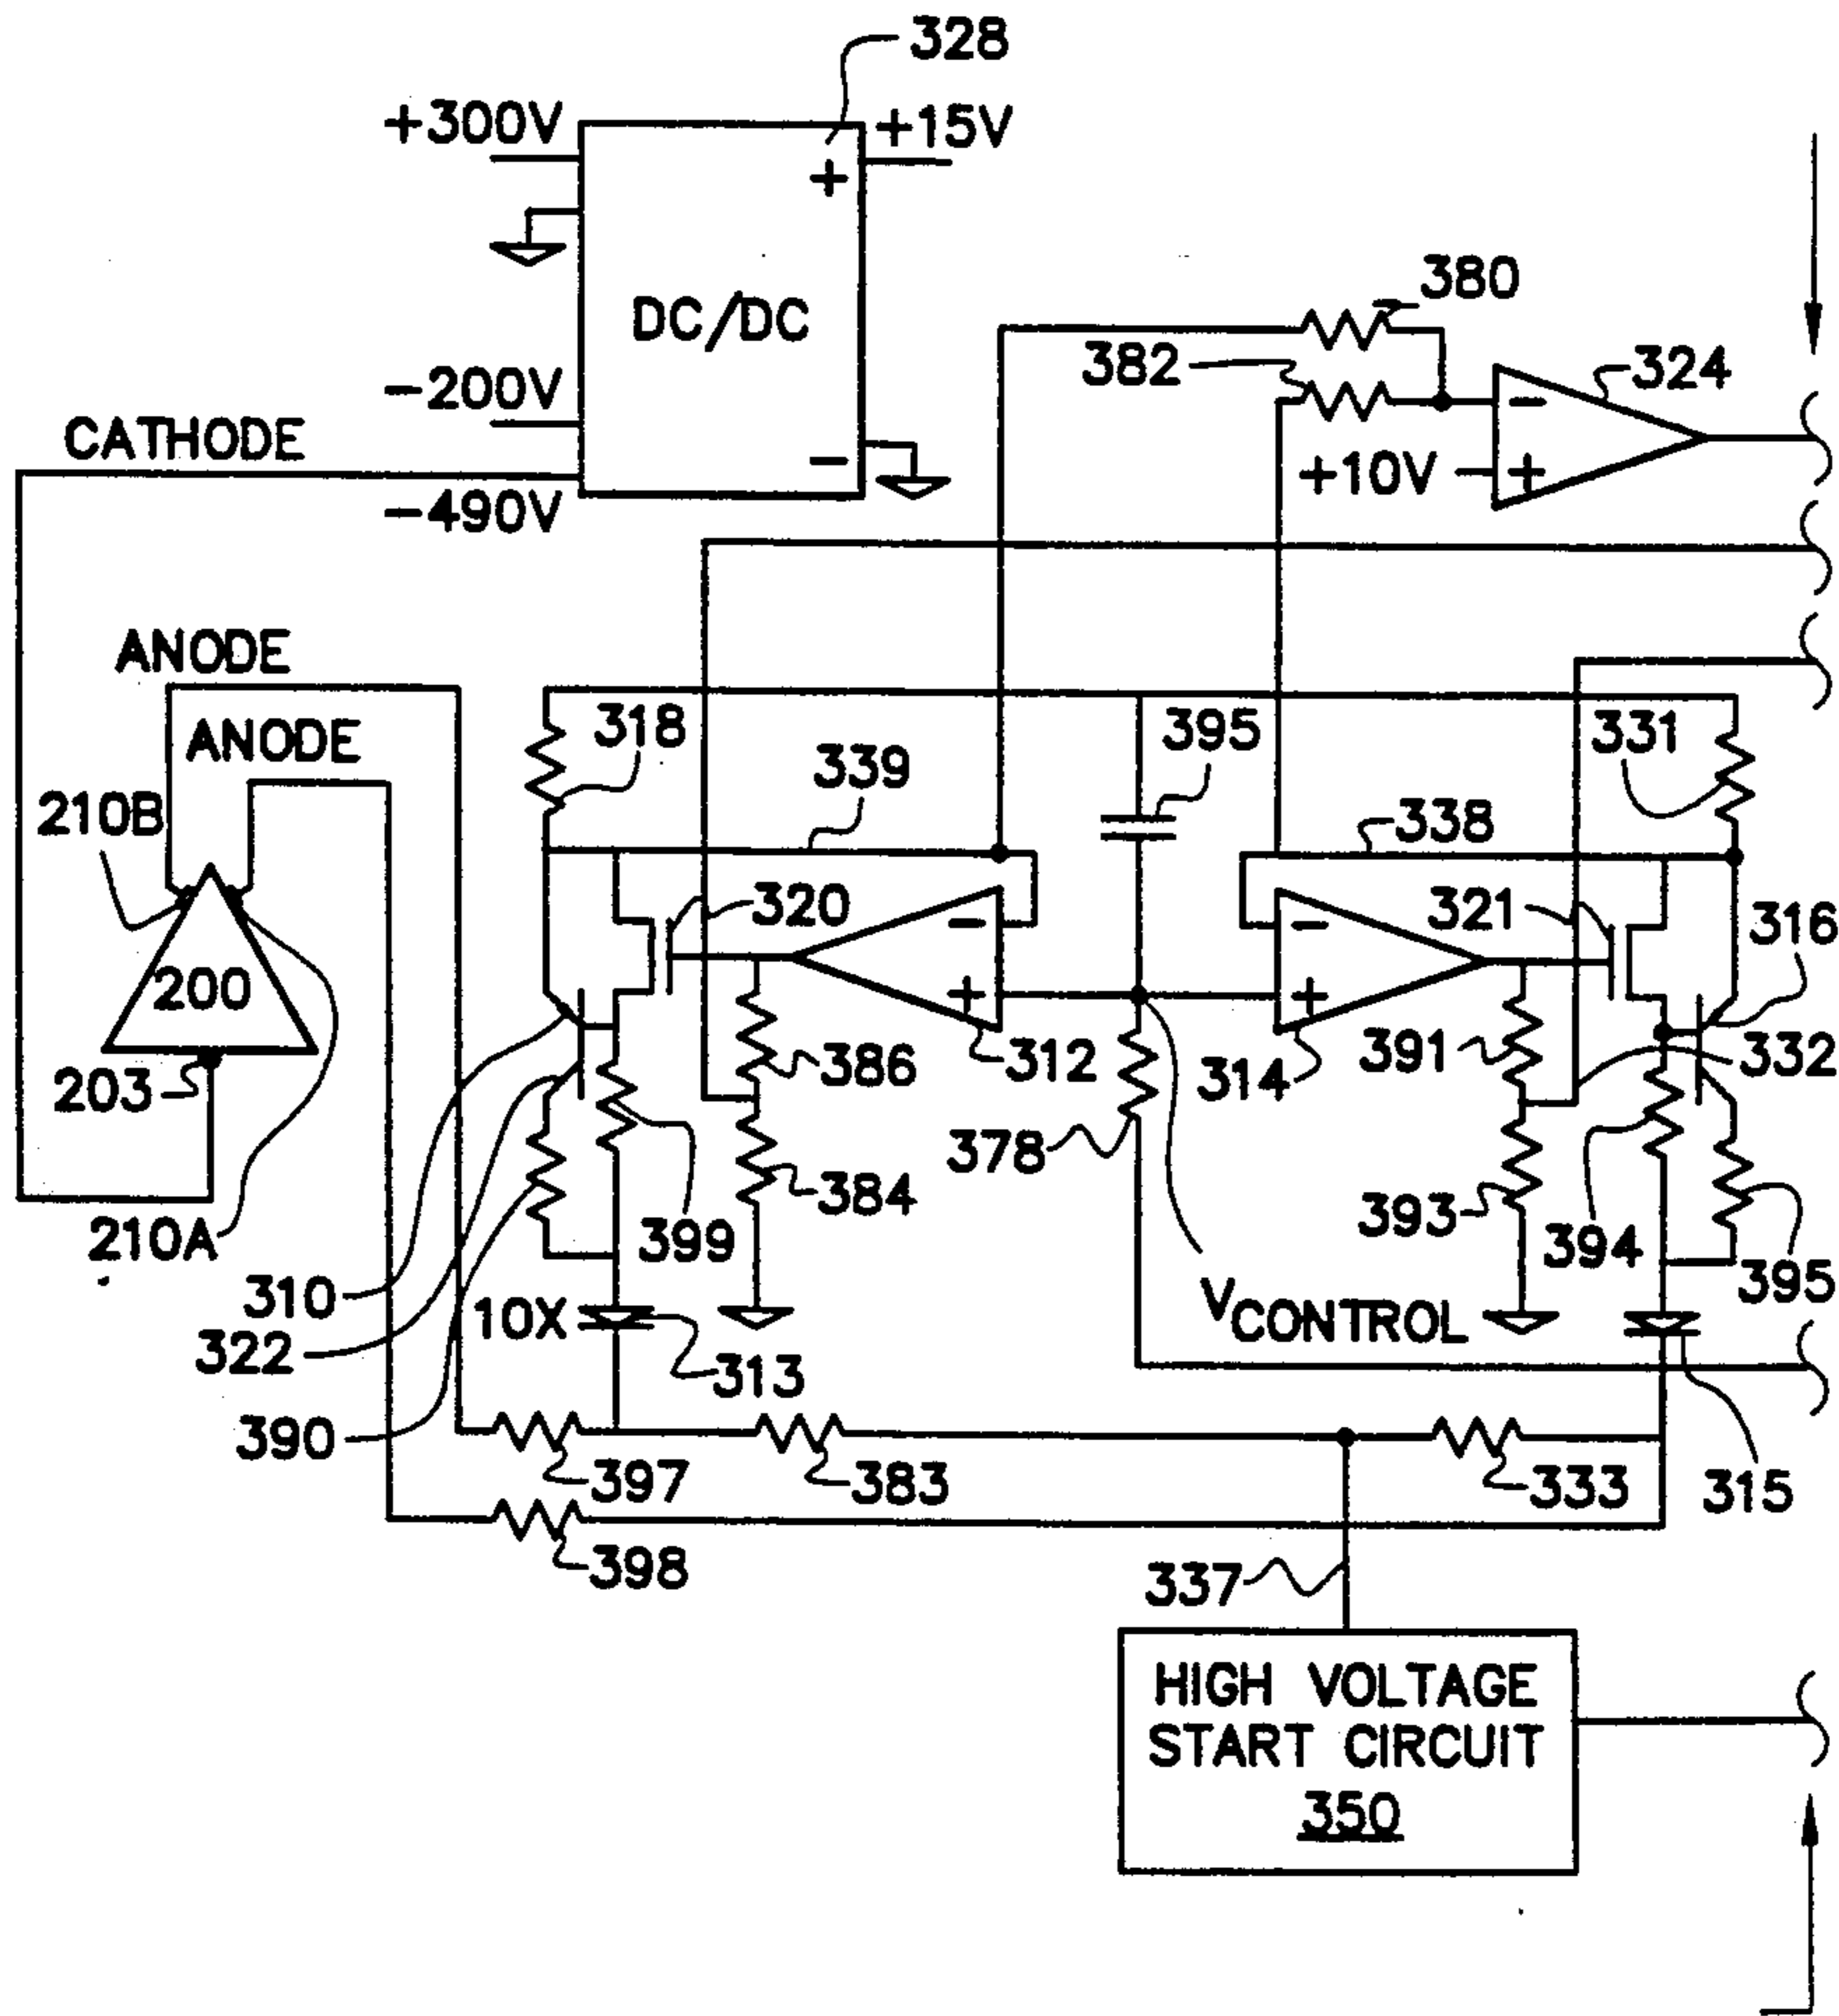 328
+300V
+15V
+
DC/DC
380
382
324
-200V
CATHODE
-
-
+10V
+
-490V
ANODE
ANODE
318
395
331
339
338
210B
320
321
316
-
-
200
+
+
203
386
312
314
391
332
378
384
393
210A
399
394
395
310
10X
VCONTROL
322
313
390
397
383
333
315
398
337
HIGH VOLTAGE
START CIRCUIT
350